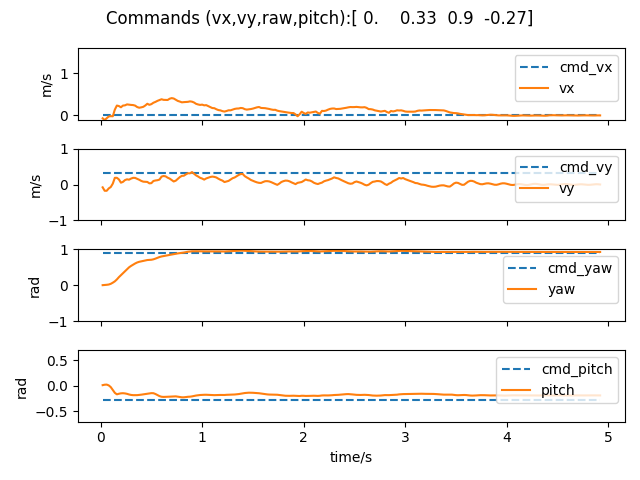 Commands (vx,vy,raw,pitch):[ 0. 0.33 0.9 -0.27]
1
0
m/s
cmd_vx
vx
1
0
−1
m/s
cmd_vy
vy
1
0
−1
rad
cmd_yaw
yaw
0.5
0.0
−0.5
rad
cmd_pitch
pitch
0 1 2 3 4 5
time/s